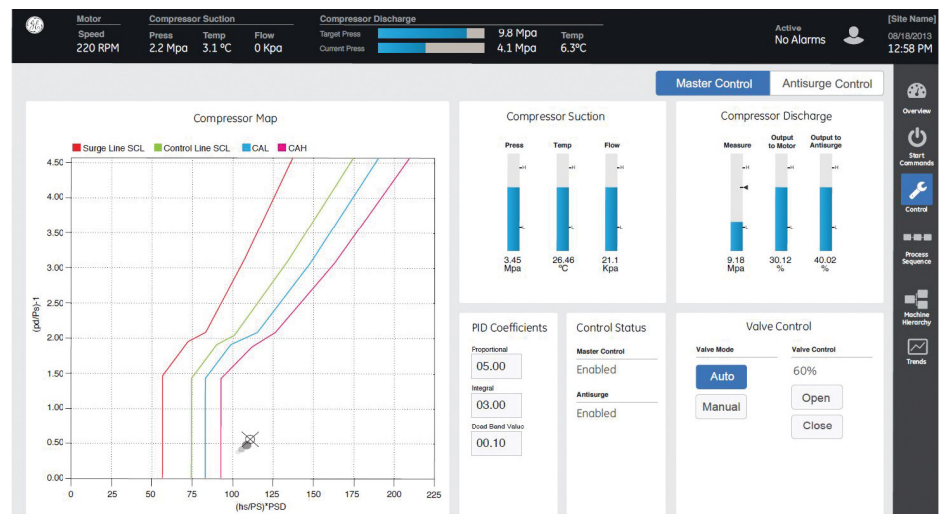 Motor
Speed
220 RPM
Compressor Suction
Press Temp Flow
2.2 Mpa 3.1 ºC 0 Kpa
Compressor Discharge
Target Press 9.8 Mpa
Current Press 4.1 Mpa
Temp
6.3ºC
Active
No Alarms
[Site Name]
08/18/2013
12:58 PM
Master Control Antisurge Control
Compressor Map
Surge Line SCL Control Line SCL CAL CAH
(pd/Ps)-1
4.50
4.00
3.50
3.00
2.50
2.00
1.50
1.00
0.50
0.00
0 25 50 75 100 125 150 175 200 225
(hs/PS)*PSD
Compressor Suction
Press Temp Flow
H H H
L L L
3.45 26.46 21.1
Mpa ºC Kpa
Compressor Discharge
Measure Output to Motor Output to Antisurge
H H H
L L L
9.18 30.12 40.02
Mpa % %
PID Coefficients
Proportional
05.00
Integral
03.00
Dead Band Value
00.10
Control Status
Master Control
Enabled
Antisurge
Enabled
Valve Control
Valve Mode
Auto
Manual
Valve Control
60%
Open
Close
Overview
Start
Commands
Control
Process
Sequence
Machine
Hierarchy
Trends